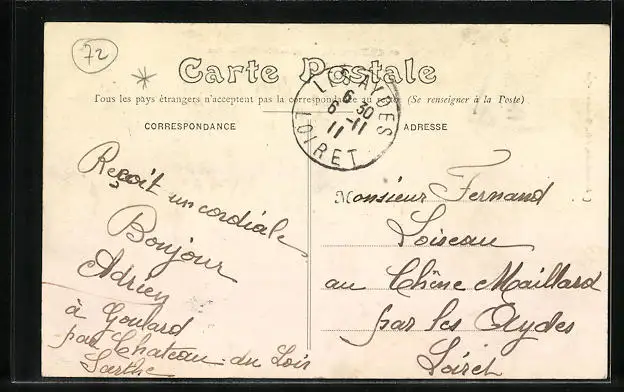 72
Carte Postale
Tous les pays étrangers n'acceptent pas la correspondance au recto (Se renseigner à la Poste)
CORRESPONDANCE
ADRESSE
LES AYDES
6 30
6 -11
11
LOIRET
Reçoit un cordiale
Bonjour
Adrien
à Goulard
par Chateau-du Loir
Sarthe
Monsieur Fernand
Loiseau
au Chêne Maillard
par les Aydes
Loiret